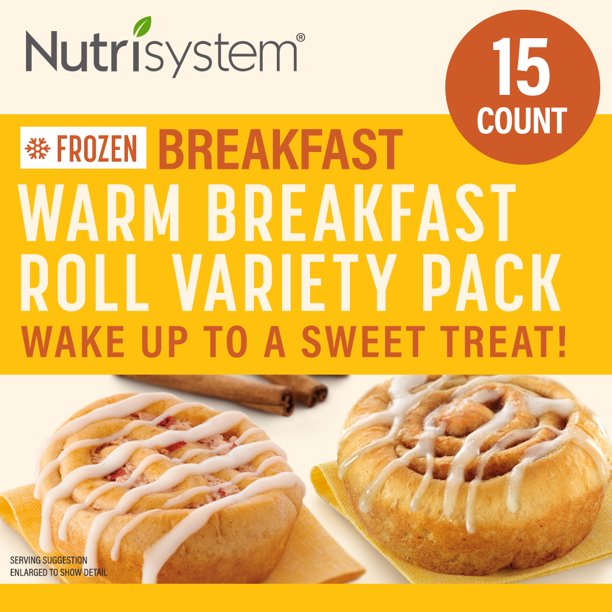 Nutrisystem®
15
COUNT
FROZEN BREAKFAST
WARM BREAKFAST
ROLL VARIETY PACK
WAKE UP TO A SWEET TREAT!
SERVING SUGGESTION
ENLARGED TO SHOW DETAIL